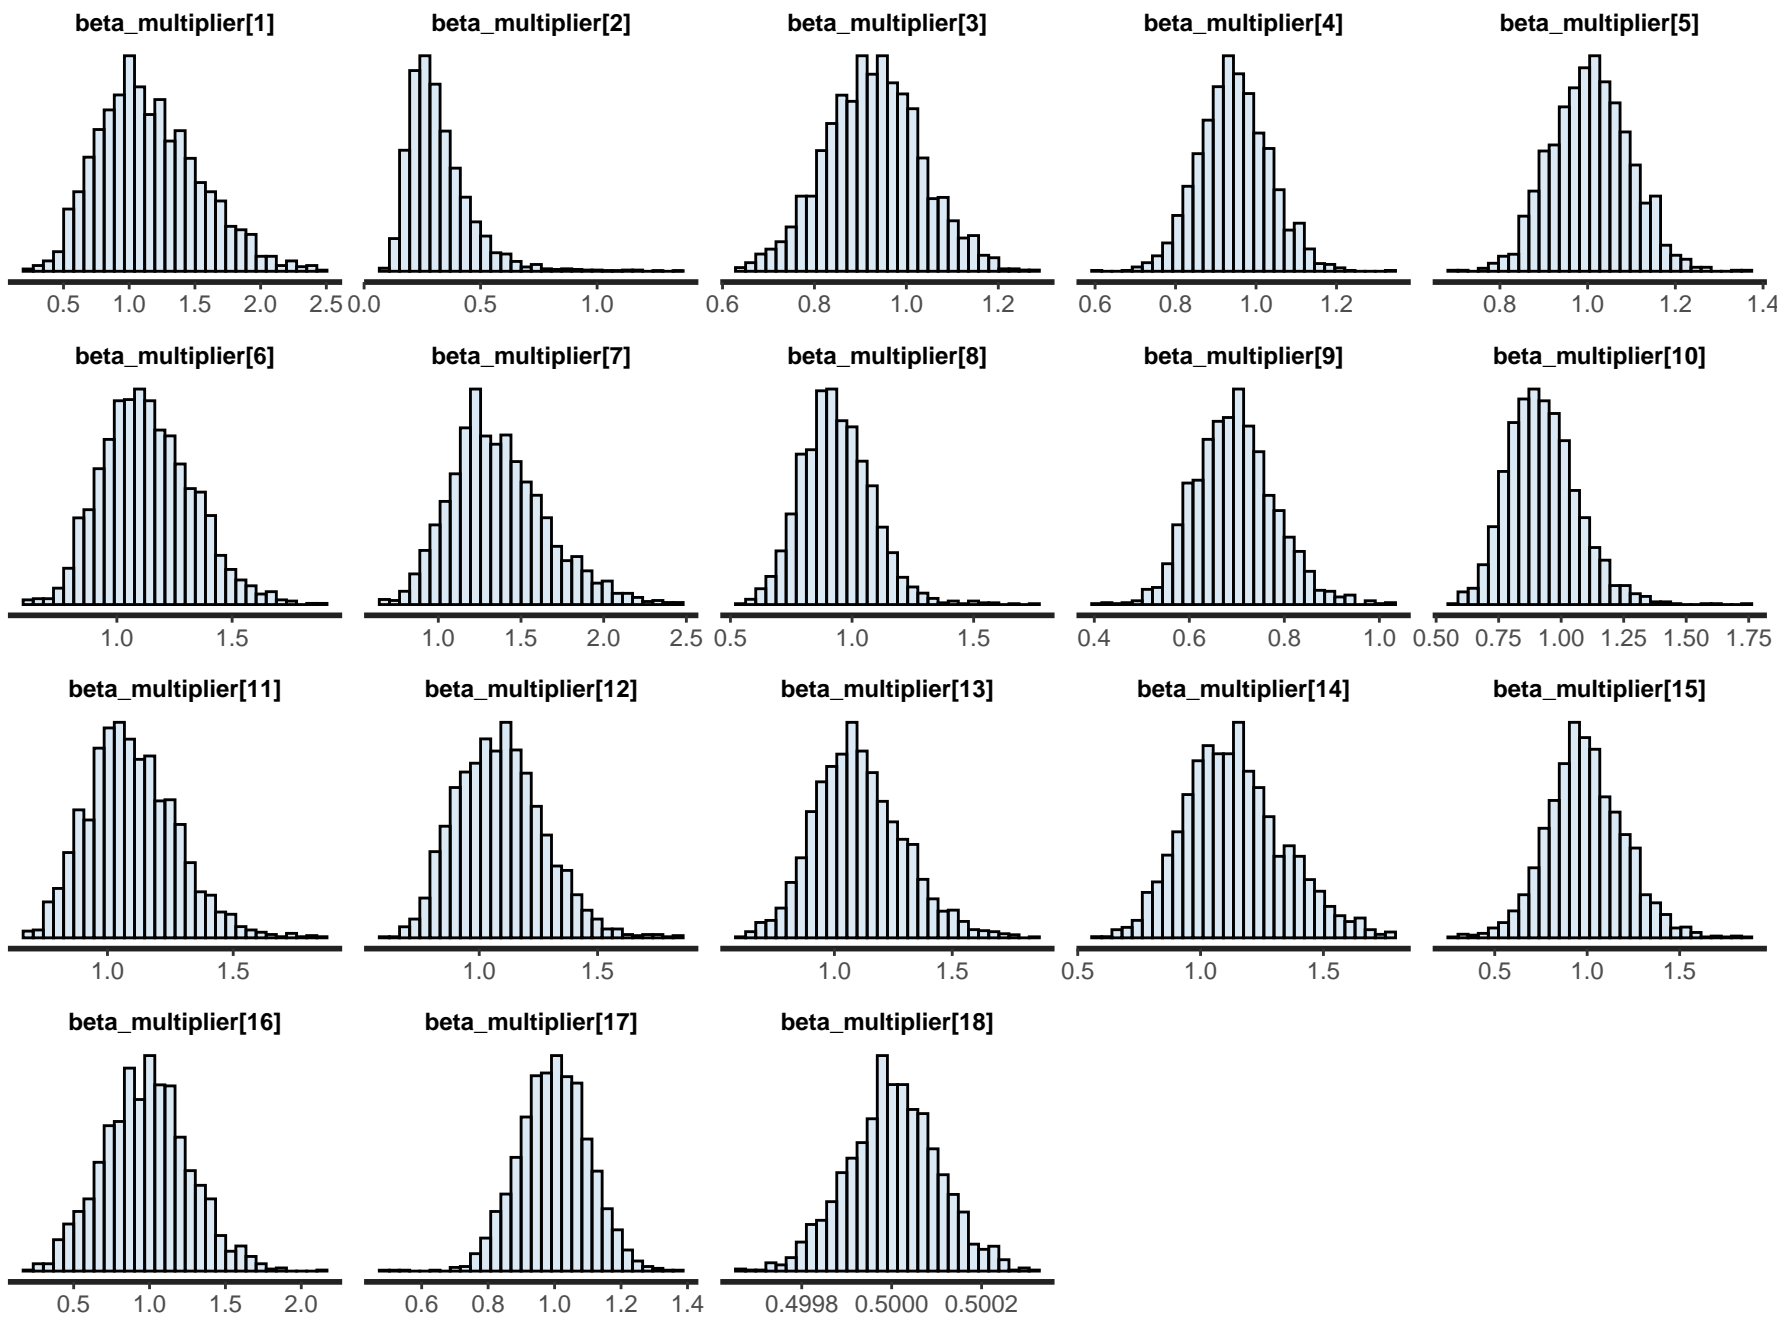 beta_multiplier[1] beta_multiplier[2] beta_multiplier[3] beta_multiplier[4] beta_multiplier[5]
0.5 1.0 1.5 2.0 2.5 0.0 0.5 1.0 0.6 0.8 1.0 1.2 0.6 0.8 1.0 1.2 0.8 1.0 1.2 1.4
beta_multiplier[6] beta_multiplier[7] beta_multiplier[8] beta_multiplier[9] beta_multiplier[10]
1.0 1.5 1.0 1.5 2.0 2.5 0.5 1.0 1.5 0.4 0.6 0.8 1.0 0.50 0.75 1.00 1.25 1.50 1.75
beta_multiplier[11] beta_multiplier[12] beta_multiplier[13] beta_multiplier[14] beta_multiplier[15]
1.0 1.5 1.0 1.5 1.0 1.5 0.5 1.0 1.5 0.5 1.0 1.5
beta_multiplier[16] beta_multiplier[17] beta_multiplier[18]
0.5 1.0 1.5 2.0 0.6 0.8 1.0 1.2 1.4 0.4998 0.5000 0.5002